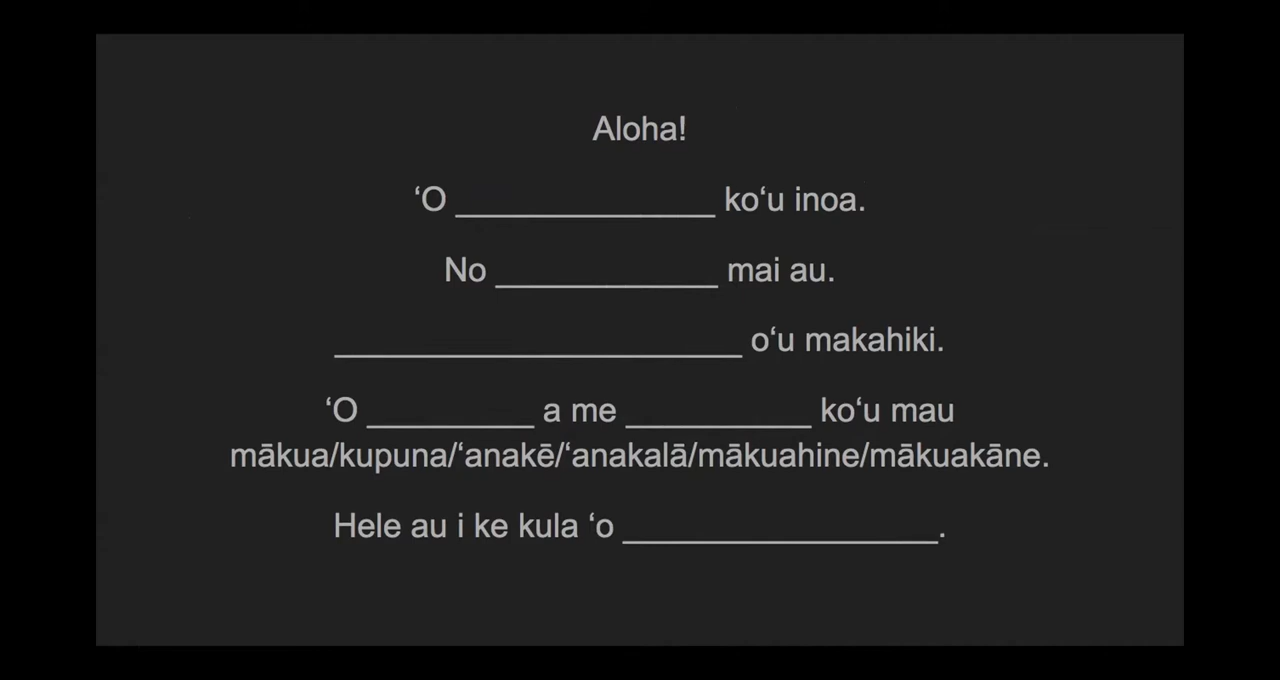 Aloha!
ʻO ______________ koʻu inoa.
No ____________ mai au.
______________________ oʻu makahiki.
ʻO _________ a me __________ koʻu mau
mākua/kupuna/ʻanakē/ʻanakalā/mākuahine/mākuakāne.
Hele au i ke kula ʻo _________________.